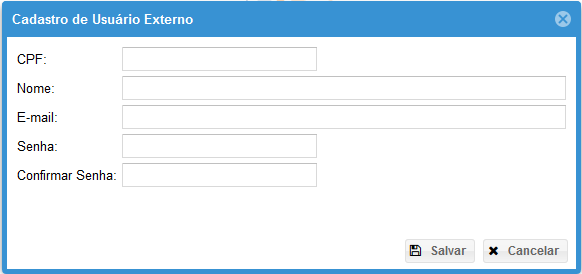 Cadastro de Usuário Externo
CPF:
Nome:
E-mail:
Senha:
Confirmar Senha:
Salvar Cancelar